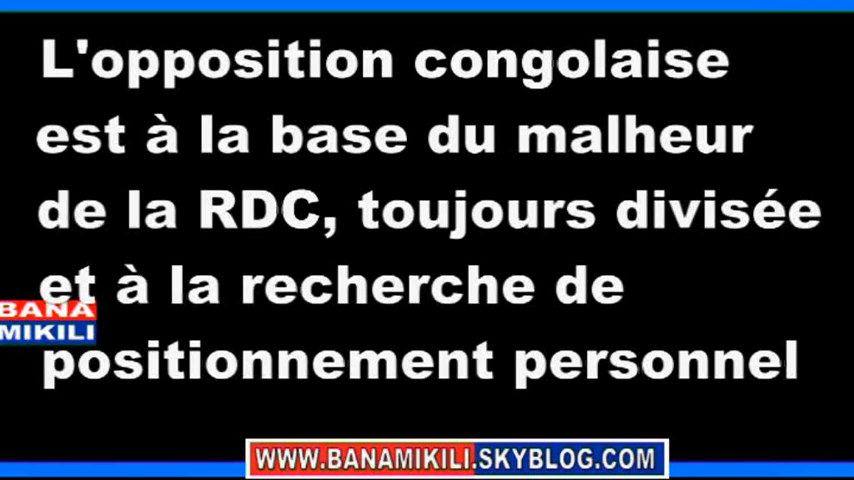 L'opposition congolaise
est à la base du malheur
de la RDC, toujours divisée
et à la recherche de
BANA
MIKILI
positionnement personnel
WWW.BANAMIKILI.SKYBLOG.COM